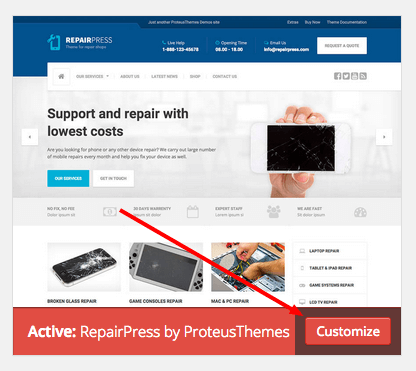 Just another ProteusThemes Demo site
Extras Buy Now Theme Documentation
REPAIRPRESS
Theme for repair shops
Live Help
1-888-123-45678
Opening Time
08.00 - 18.00
Email Us
info@repairpress.com
REQUEST A QUOTE
OUR SERVICES ABOUT US LATEST NEWS SHOP CONTACT US
Support and repair with
lowest costs
Are you looking for phone or any other device repair? We carry out large number
of mobile repairs every month and help you fix your device as well.
OUR SERVICES GET IN TOUCH
NO FIX, NO FEE
Dolor ipsum sit
30 DAYS WARRANTY
Ipsum sit dolor
EXPERT STAFF
Lorem ipsum sit
WE ARE FAST
Sit dolor ipsum
LAPTOP REPAIR
TABLET & IPAD REPAIR
GAME SYSTEMS REPAIR
LCD TV REPAIR
BROKEN GLASS REPAIR
GAME CONSOLES REPAIR
MAC & PC REPAIR
Active: RepairPress by ProteusThemes
Customize